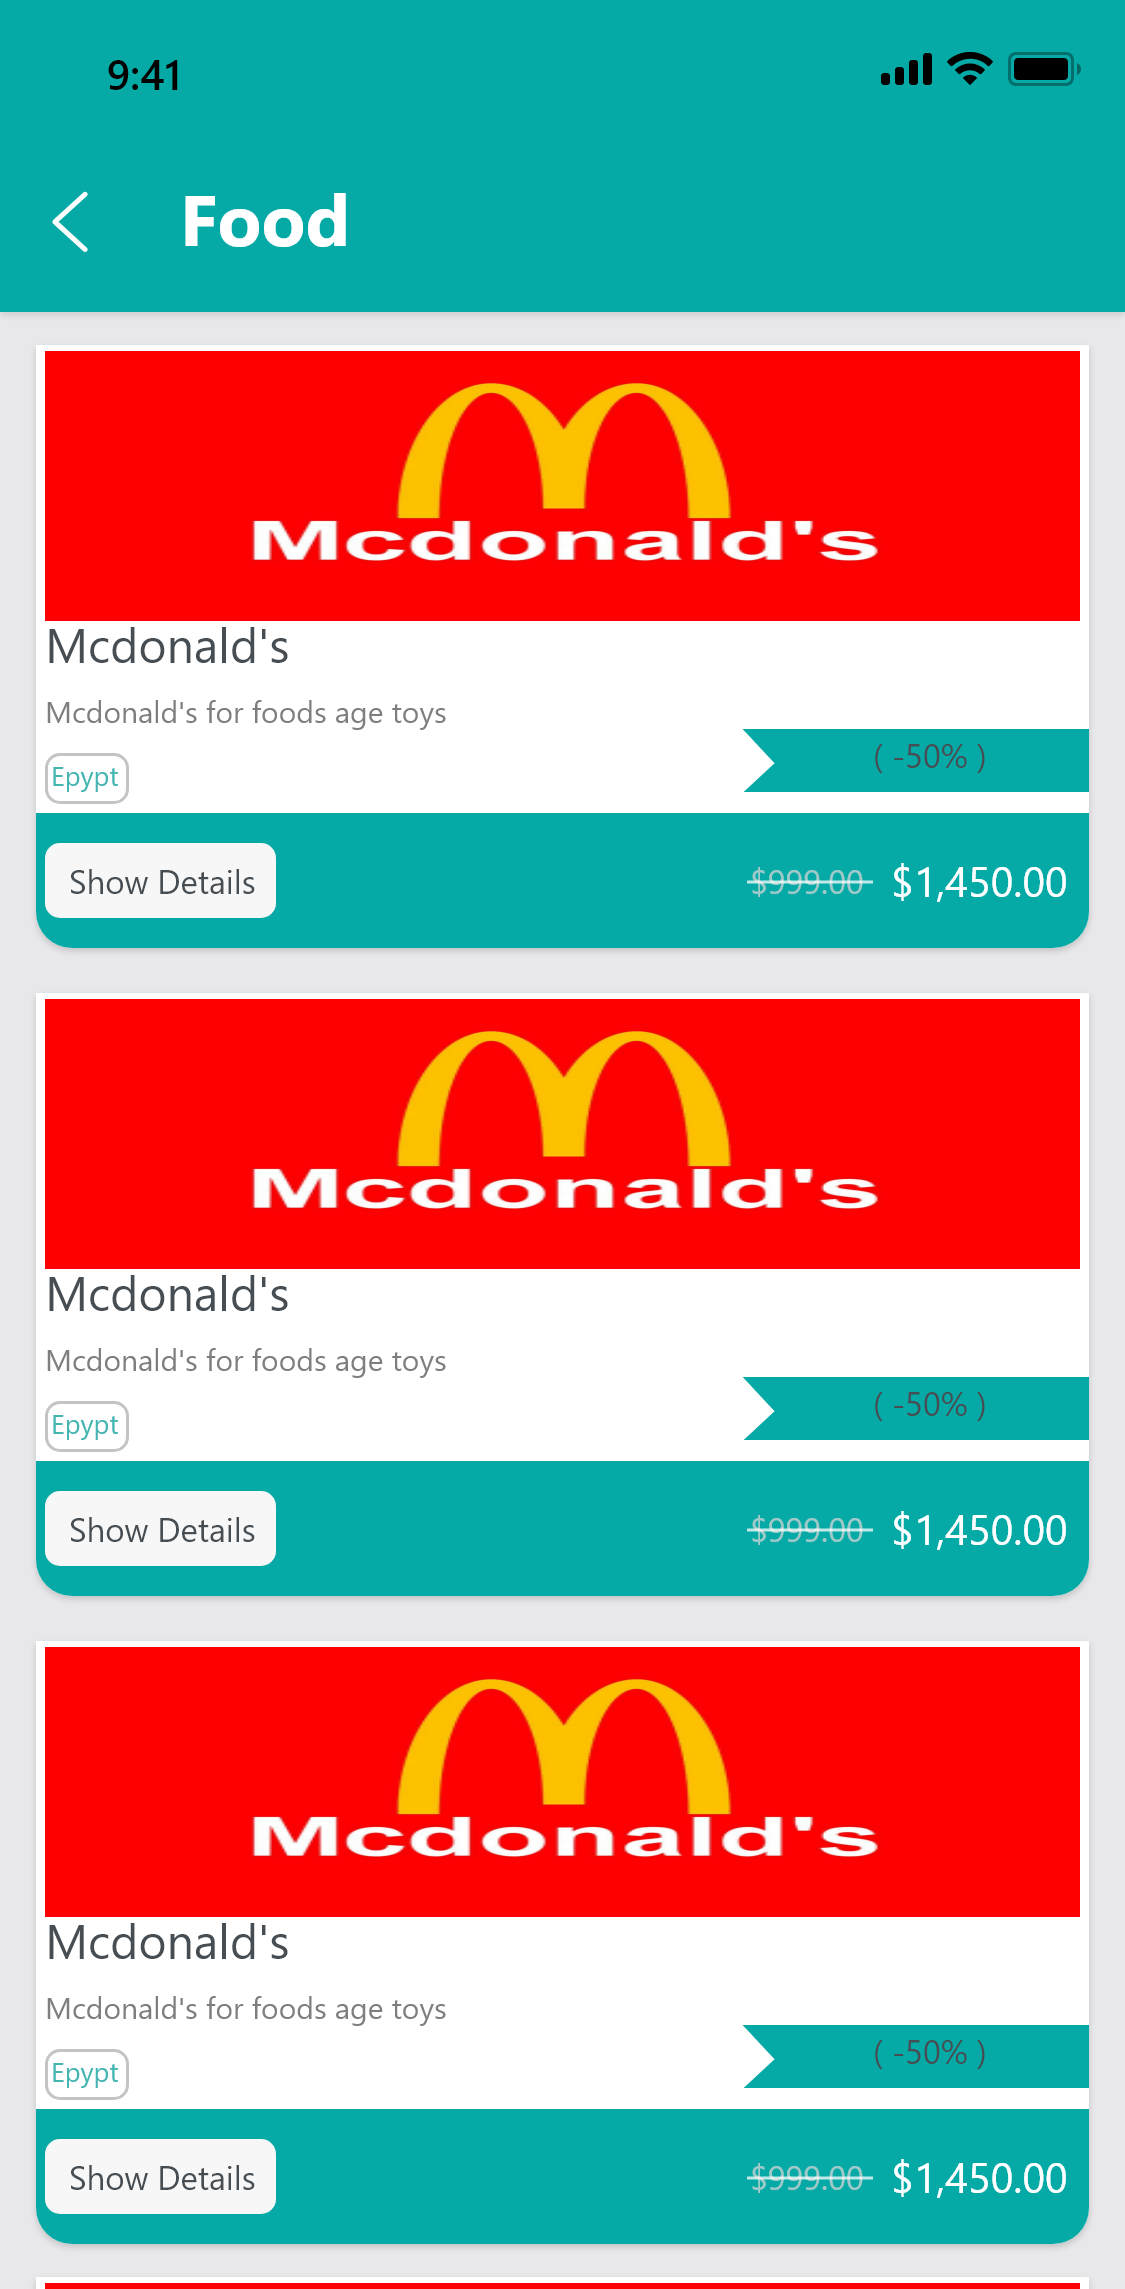 9:41
Food
Mcdonald's
Mcdonald's
Mcdonald's for foods age toys
( -50% )
Epypt
Show Details
$999.00 $1,450.00
Mcdonald's
Mcdonald's
Mcdonald's for foods age toys
( -50% )
Epypt
Show Details
$999.00 $1,450.00
Mcdonald's
Mcdonald's
Mcdonald's for foods age toys
( -50% )
Epypt
Show Details
$999.00 $1,450.00